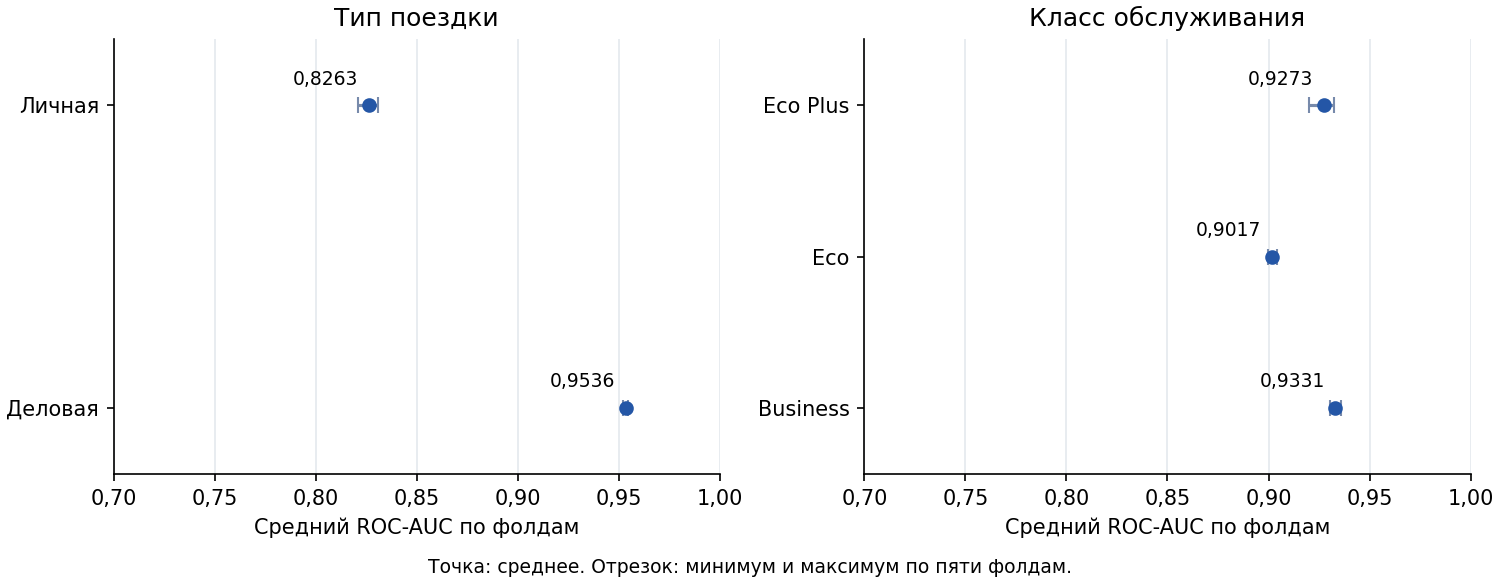 Тип поездки
Личная
0,8263
Деловая
0,9536
0,70 0,75 0,80 0,85 0,90 0,95 1,00
Средний ROC-AUC по фолдам
Класс обслуживания
Eco Plus
0,9273
Eco
0,9017
Business
0,9331
0,70 0,75 0,80 0,85 0,90 0,95 1,00
Средний ROC-AUC по фолдам
Точка: среднее. Отрезок: минимум и максимум по пяти фолдам.